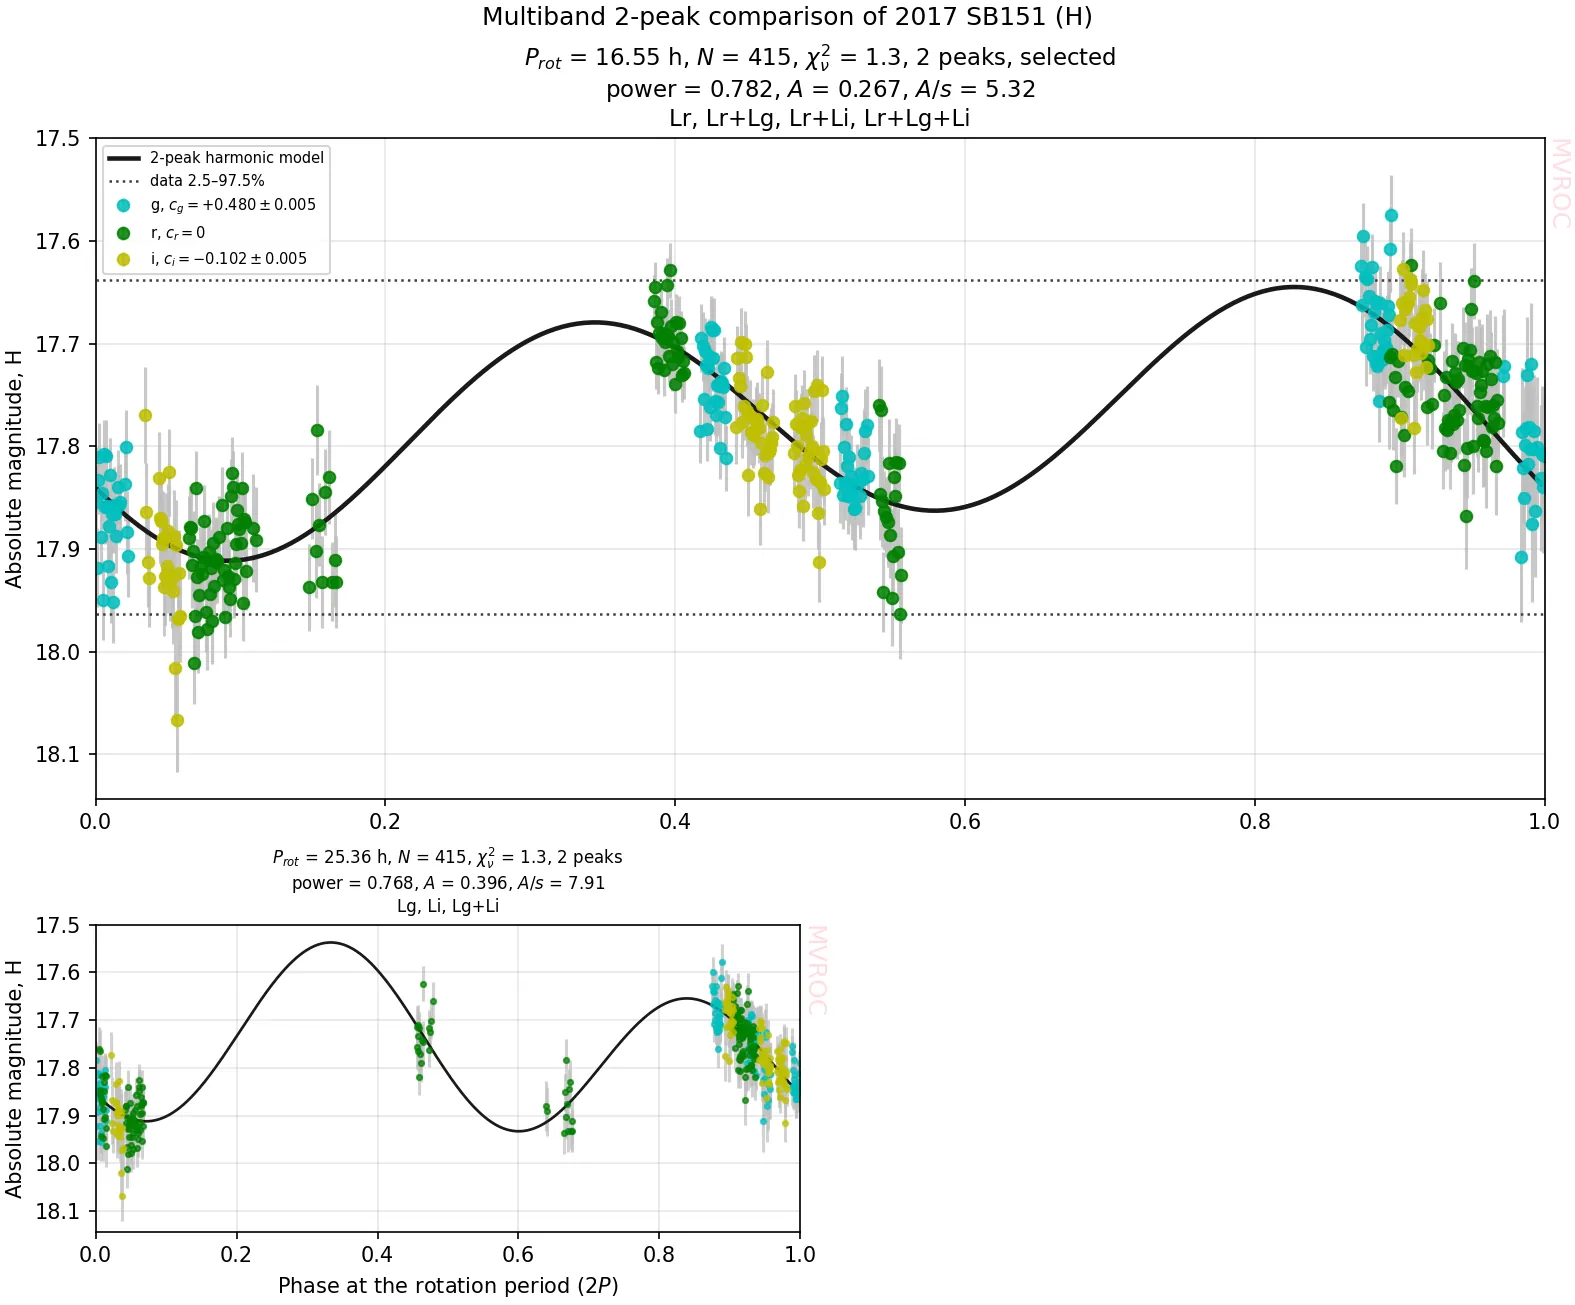 Multiband 2-peak comparison of 2017 SB151 (H)
P_rot = 16.55 h, N = 415, χ²_ν = 1.3, 2 peaks, selected
power = 0.782, A = 0.267, A/s = 5.32
Lr, Lr+Lg, Lr+Li, Lr+Lg+Li
2-peak harmonic model
data 2.5–97.5%
g, c_g = +0.480 ± 0.005
r, c_r = 0
i, c_i = −0.102 ± 0.005
MVROC
Absolute magnitude, H
17.5
17.6
17.7
17.8
17.9
18.0
18.1
0.0 0.2 0.4 0.6 0.8 1.0
P_rot = 25.36 h, N = 415, χ²_ν = 1.3, 2 peaks
power = 0.768, A = 0.396, A/s = 7.91
Lg, Li, Lg+Li
MVROC
Absolute magnitude, H
17.5
17.6
17.7
17.8
17.9
18.0
18.1
0.0 0.2 0.4 0.6 0.8 1.0
Phase at the rotation period (2P)